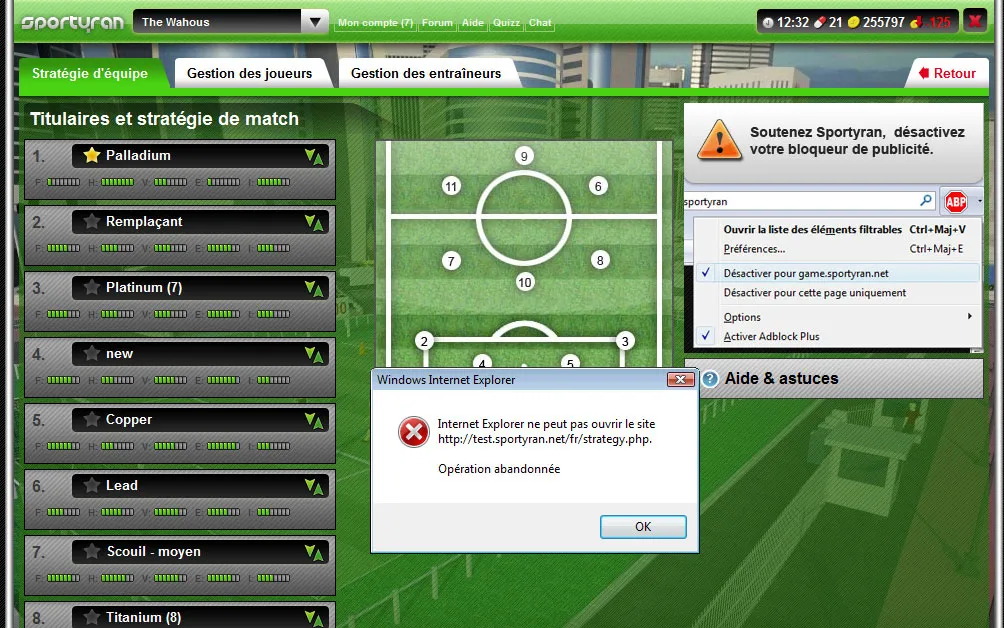 sportyran
The Wahous
Mon compte (7) Forum Aide Quizz Chat
12:32 21 255797 -125
Stratégie d'équipe
Gestion des joueurs
Gestion des entraîneurs
Retour
Titulaires et stratégie de match
1. Palladium
F: H: V: E: I:
2. Remplaçant
F: H: V: E: I:
3. Platinum (7)
F: H: V: E: I:
4. new
F: H: V: E: I:
5. Copper
F: H: V: E: I:
6. Lead
F: H: V: E: I:
7. Scouil - moyen
F: H: V: E: I:
8. Titanium (8)
9
11
6
7
8
10
2
3
4
5
Soutenez Sportyran, désactivez
votre bloqueur de publicité.
sportyran
ABP
Ouvrir la liste des éléments filtrables Ctrl+Maj+V
Préférences... Ctrl+Maj+E
Désactiver pour game.sportyran.net
Désactiver pour cette page uniquement
Options
Activer Adblock Plus
? Aide & astuces
Windows Internet Explorer
Internet Explorer ne peut pas ouvrir le site
http://test.sportyran.net/fr/strategy.php.
Opération abandonnée
OK